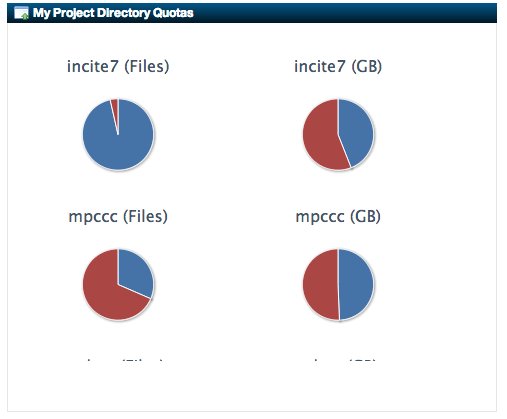 My Project Directory Quotas
incite7 (Files)
incite7 (GB)
mpccc (Files)
mpccc (GB)